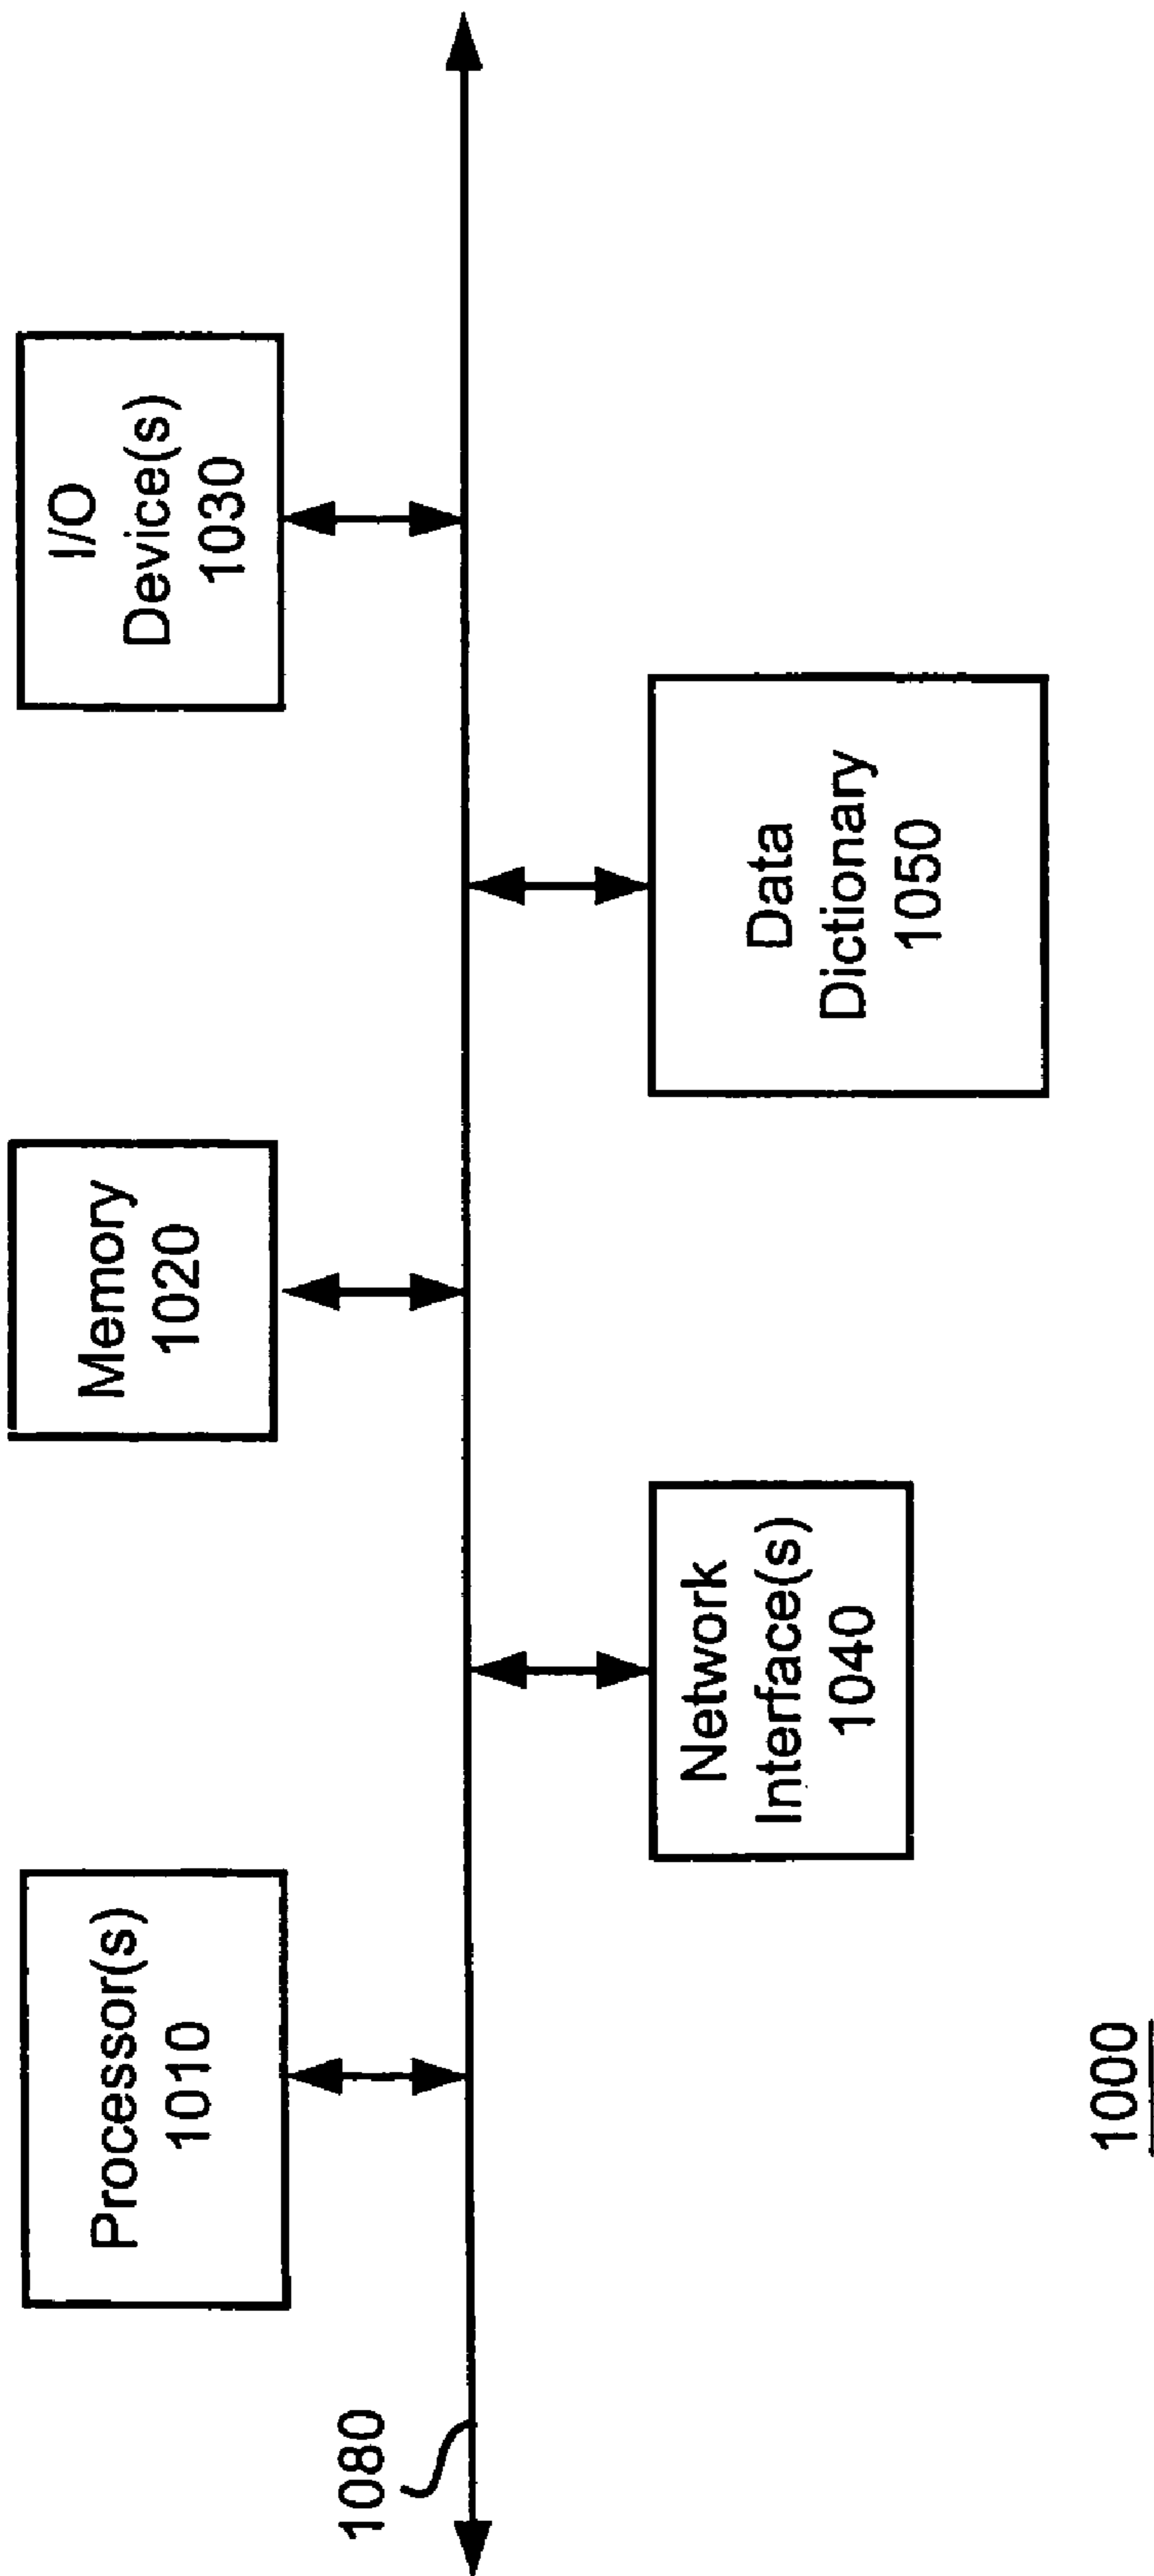 Processor(s)
1010
Memory
1020
I/O
Device(s)
1030
1080
Network
Interface(s)
1040
Data
Dictionary
1050
1000